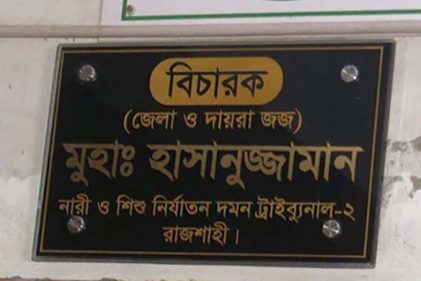 বিচারক
(জেলা ও দায়রা জজ)
মুহাঃ হাসানুজ্জামান
নারী ও শিশু নির্যাতন দমন ট্রাইব্যুনাল-২
রাজশাহী।